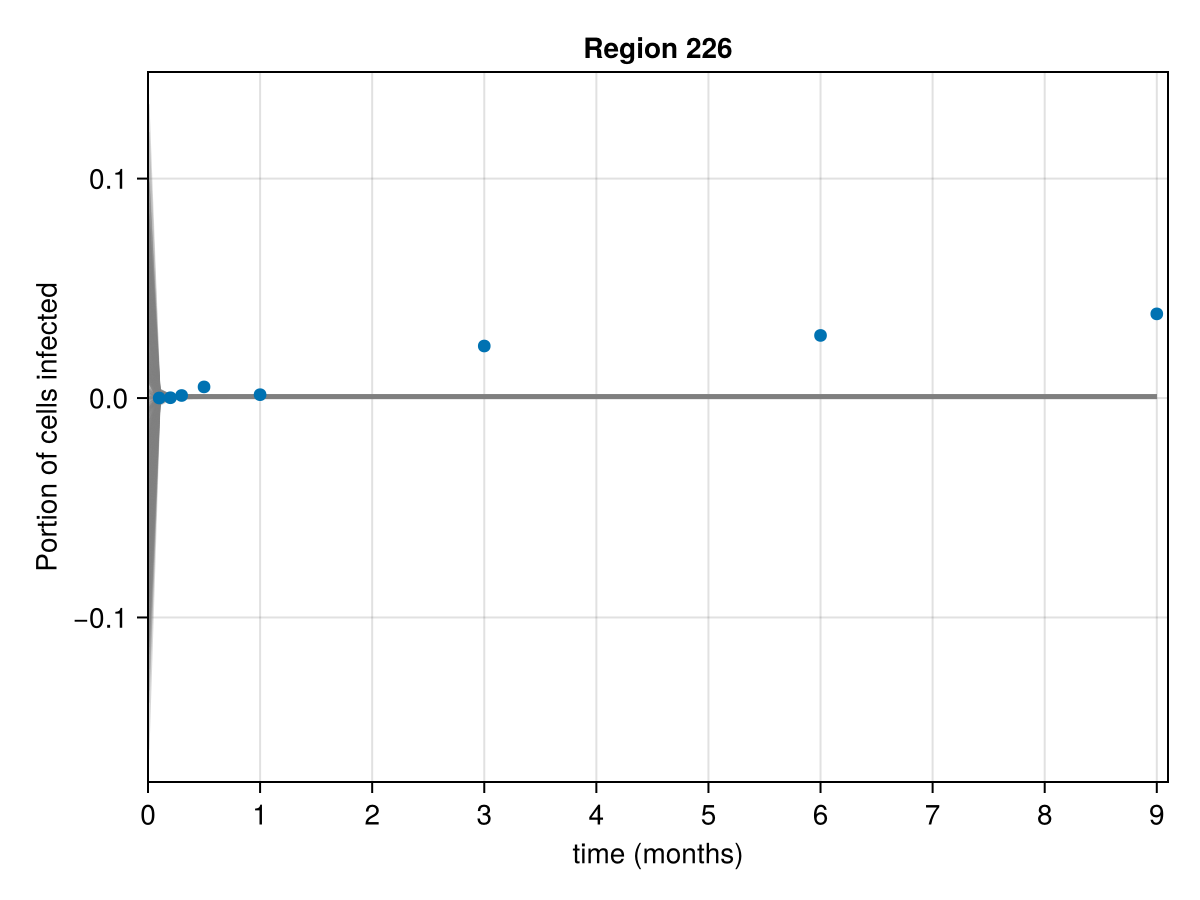 Region 226
Portion of cells infected
0.1
0.0
−0.1
0 1 2 3 4 5 6 7 8 9
time (months)